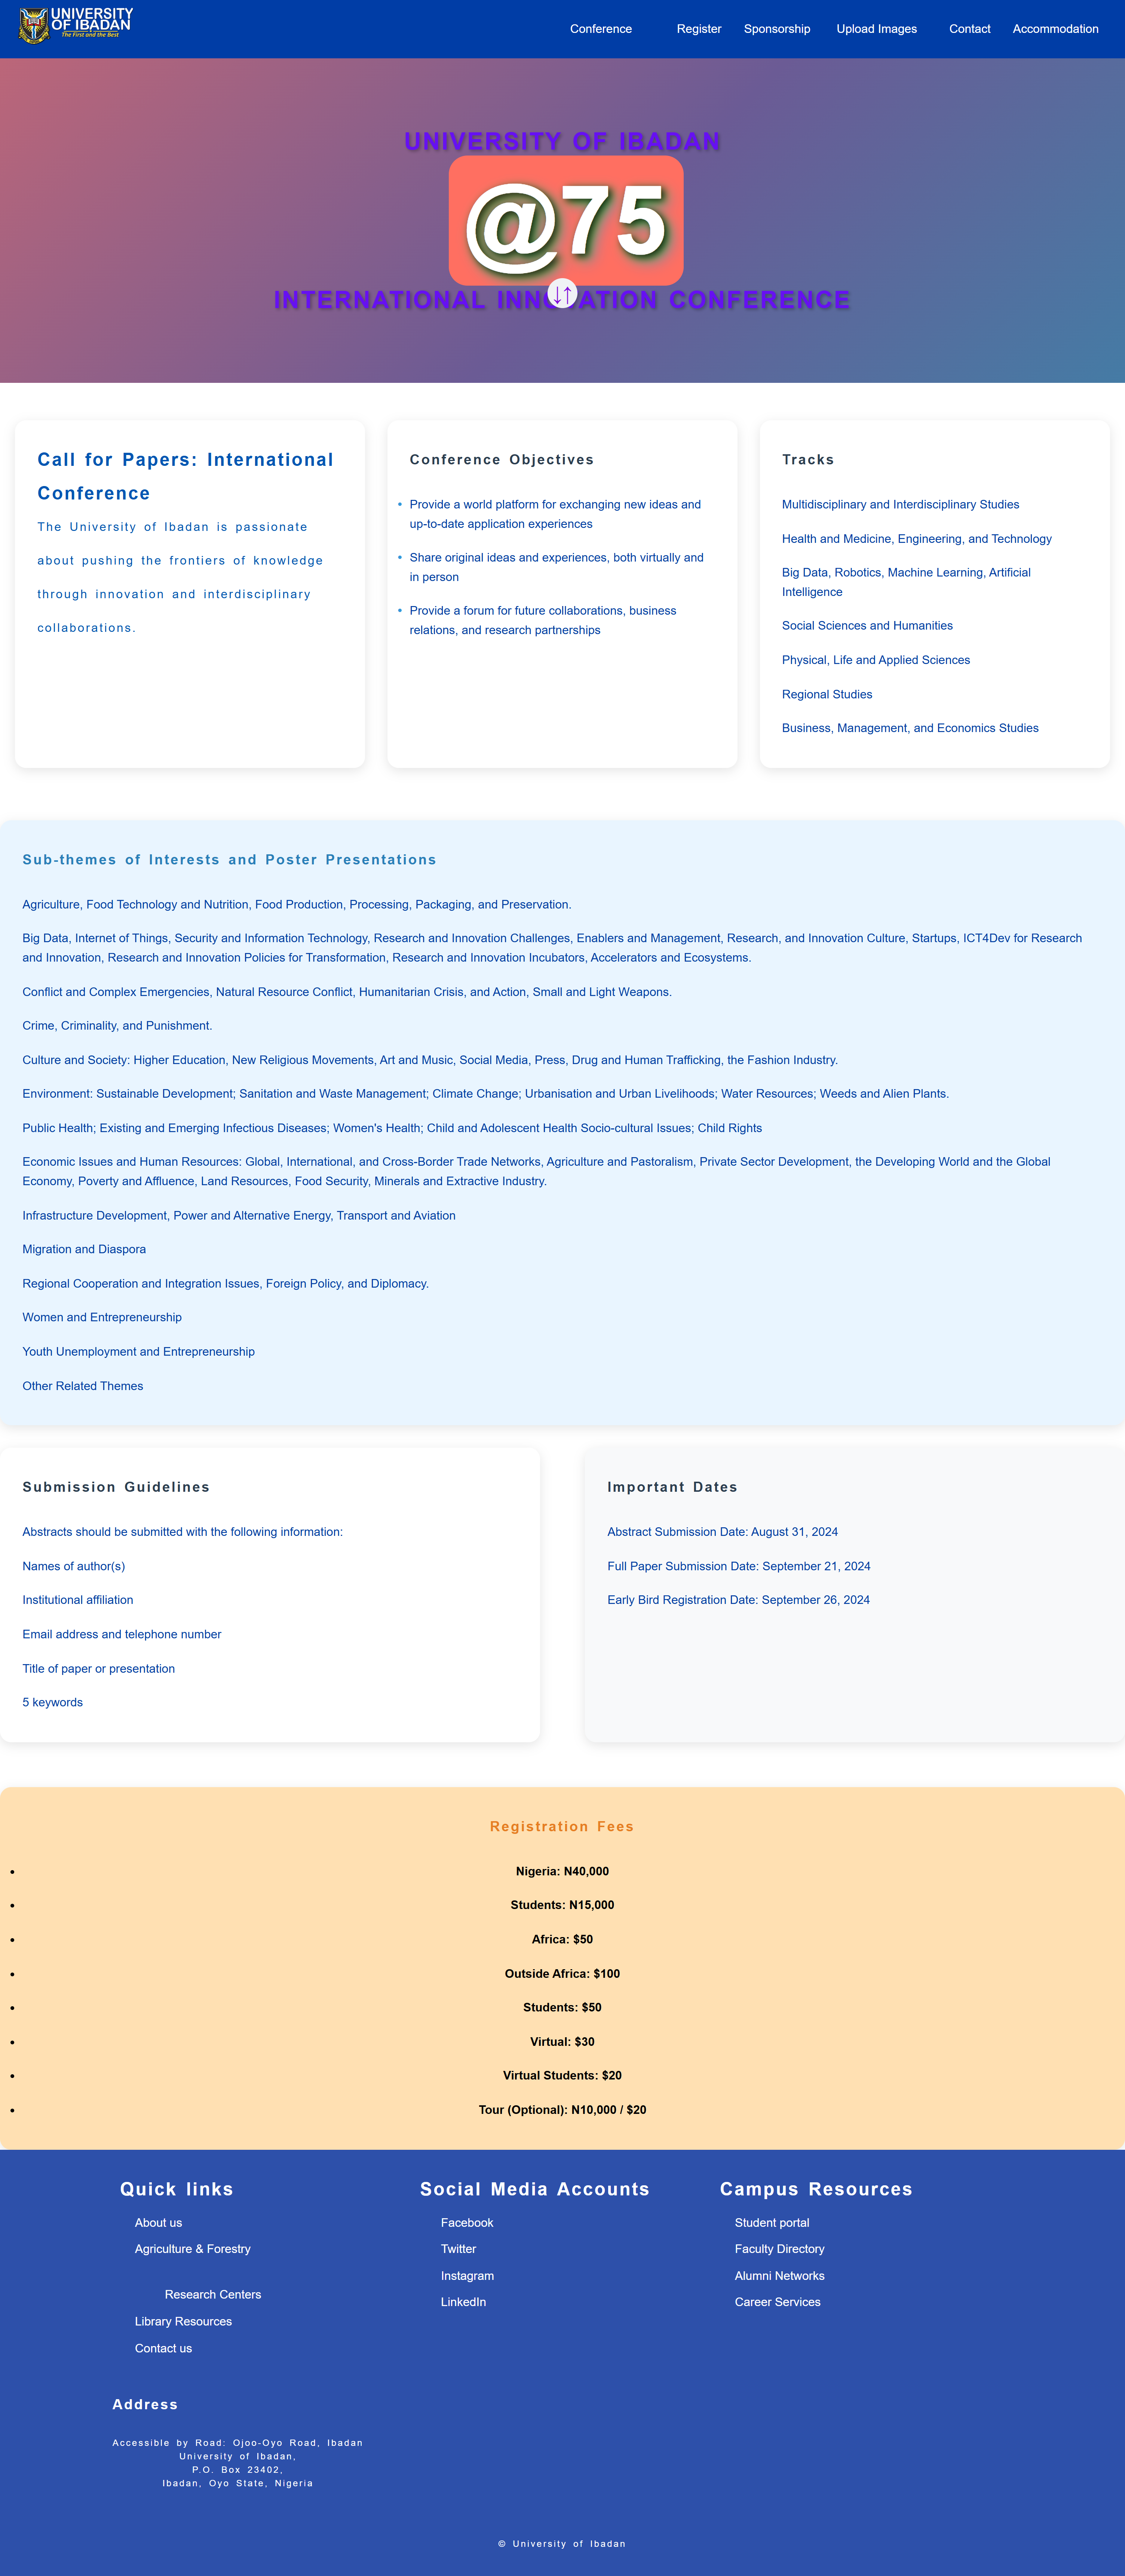 UNIVERSITY
OF IBADAN
The First and the Best
Conference
Register
Sponsorship
Upload Images
Contact
Accommodation
UNIVERSITY OF IBADAN
@75
INTERNATIONAL INNOVATION CONFERENCE
Call for Papers: International
Conference
The University of Ibadan is passionate
about pushing the frontiers of knowledge
through innovation and interdisciplinary
collaborations.
Conference Objectives
• Provide a world platform for exchanging new ideas and
up-to-date application experiences
• Share original ideas and experiences, both virtually and
in person
• Provide a forum for future collaborations, business
relations, and research partnerships
Tracks
Multidisciplinary and Interdisciplinary Studies
Health and Medicine, Engineering, and Technology
Big Data, Robotics, Machine Learning, Artificial
Intelligence
Social Sciences and Humanities
Physical, Life and Applied Sciences
Regional Studies
Business, Management, and Economics Studies
Sub-themes of Interests and Poster Presentations
Agriculture, Food Technology and Nutrition, Food Production, Processing, Packaging, and Preservation.
Big Data, Internet of Things, Security and Information Technology, Research and Innovation Challenges, Enablers and Management, Research, and Innovation Culture, Startups, ICT4Dev for Research
and Innovation, Research and Innovation Policies for Transformation, Research and Innovation Incubators, Accelerators and Ecosystems.
Conflict and Complex Emergencies, Natural Resource Conflict, Humanitarian Crisis, and Action, Small and Light Weapons.
Crime, Criminality, and Punishment.
Culture and Society: Higher Education, New Religious Movements, Art and Music, Social Media, Press, Drug and Human Trafficking, the Fashion Industry.
Environment: Sustainable Development; Sanitation and Waste Management; Climate Change; Urbanisation and Urban Livelihoods; Water Resources; Weeds and Alien Plants.
Public Health; Existing and Emerging Infectious Diseases; Women's Health; Child and Adolescent Health Socio-cultural Issues; Child Rights
Economic Issues and Human Resources: Global, International, and Cross-Border Trade Networks, Agriculture and Pastoralism, Private Sector Development, the Developing World and the Global
Economy, Poverty and Affluence, Land Resources, Food Security, Minerals and Extractive Industry.
Infrastructure Development, Power and Alternative Energy, Transport and Aviation
Migration and Diaspora
Regional Cooperation and Integration Issues, Foreign Policy, and Diplomacy.
Women and Entrepreneurship
Youth Unemployment and Entrepreneurship
Other Related Themes
Submission Guidelines
Abstracts should be submitted with the following information:
Names of author(s)
Institutional affiliation
Email address and telephone number
Title of paper or presentation
5 keywords
Important Dates
Abstract Submission Date: August 31, 2024
Full Paper Submission Date: September 21, 2024
Early Bird Registration Date: September 26, 2024
Registration Fees
• Nigeria: N40,000
• Students: N15,000
• Africa: $50
• Outside Africa: $100
• Students: $50
• Virtual: $30
• Virtual Students: $20
• Tour (Optional): N10,000 / $20
Quick links
About us
Agriculture & Forestry
Research Centers
Library Resources
Contact us
Social Media Accounts
Facebook
Twitter
Instagram
LinkedIn
Campus Resources
Student portal
Faculty Directory
Alumni Networks
Career Services
Address
Accessible by Road: Ojoo-Oyo Road, Ibadan
University of Ibadan,
P.O. Box 23402,
Ibadan, Oyo State, Nigeria
© University of Ibadan